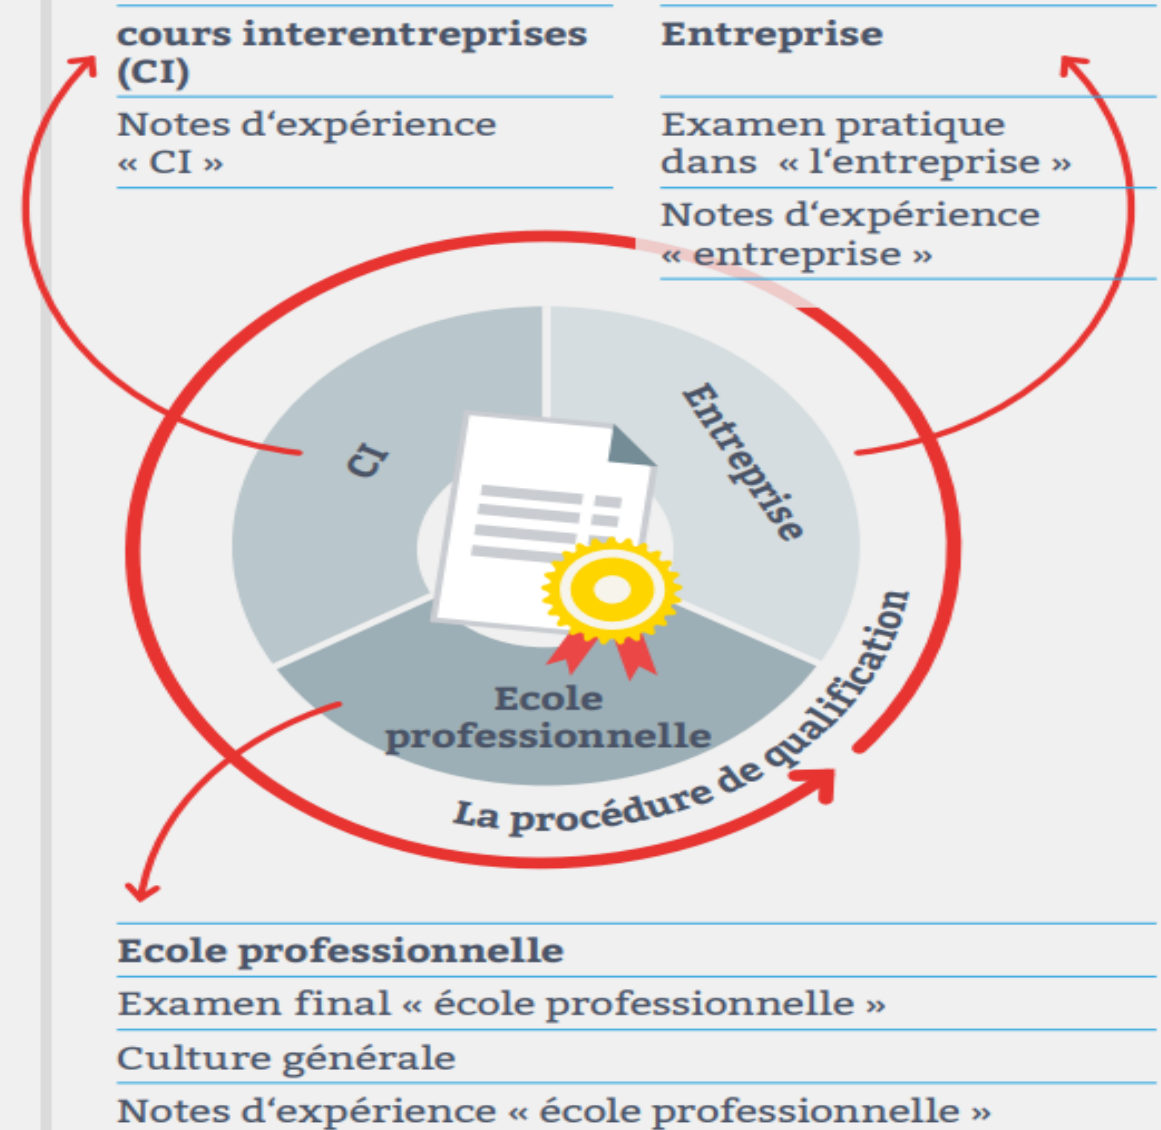 cours interentreprises
(CI)
Notes d‘expérience
« CI »
Entreprise
Examen pratique
dans « l‘entreprise »
Notes d‘expérience
« entreprise »
CI
Entreprise
Ecole
professionnelle
La procédure de qualification
Ecole professionnelle
Examen final « école professionnelle »
Culture générale
Notes d‘expérience « école professionnelle »